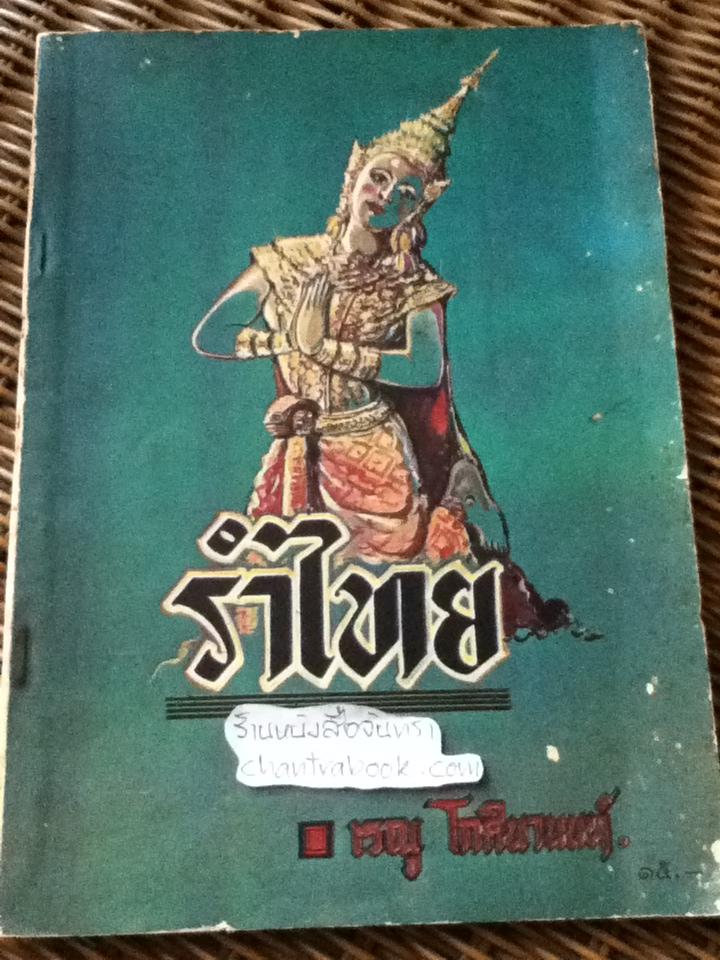 รำไทย
ร้านหนังสือจันทรา
chantrabook.com
เรณู โกศินานนท์.
๑๕.-